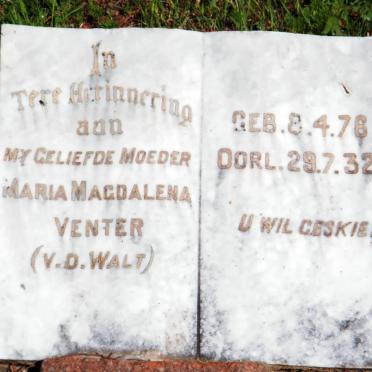 In
Tere Herinnering
aan
MY GELIEFDE MOEDER
MARIA MAGDALENA
VENTER
(V.D. WALT)
GEB. 8.4.78
OORL. 29.7.32
U WIL GESKIE